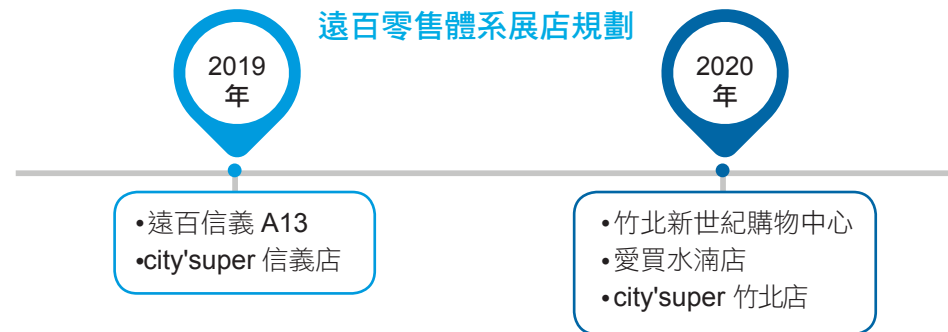 遠百零售體系展店規劃
2019
年
2020
年
•遠百信義 A13
•city'super 信義店
•竹北新世紀購物中心
•愛買水湳店
•city'super 竹北店